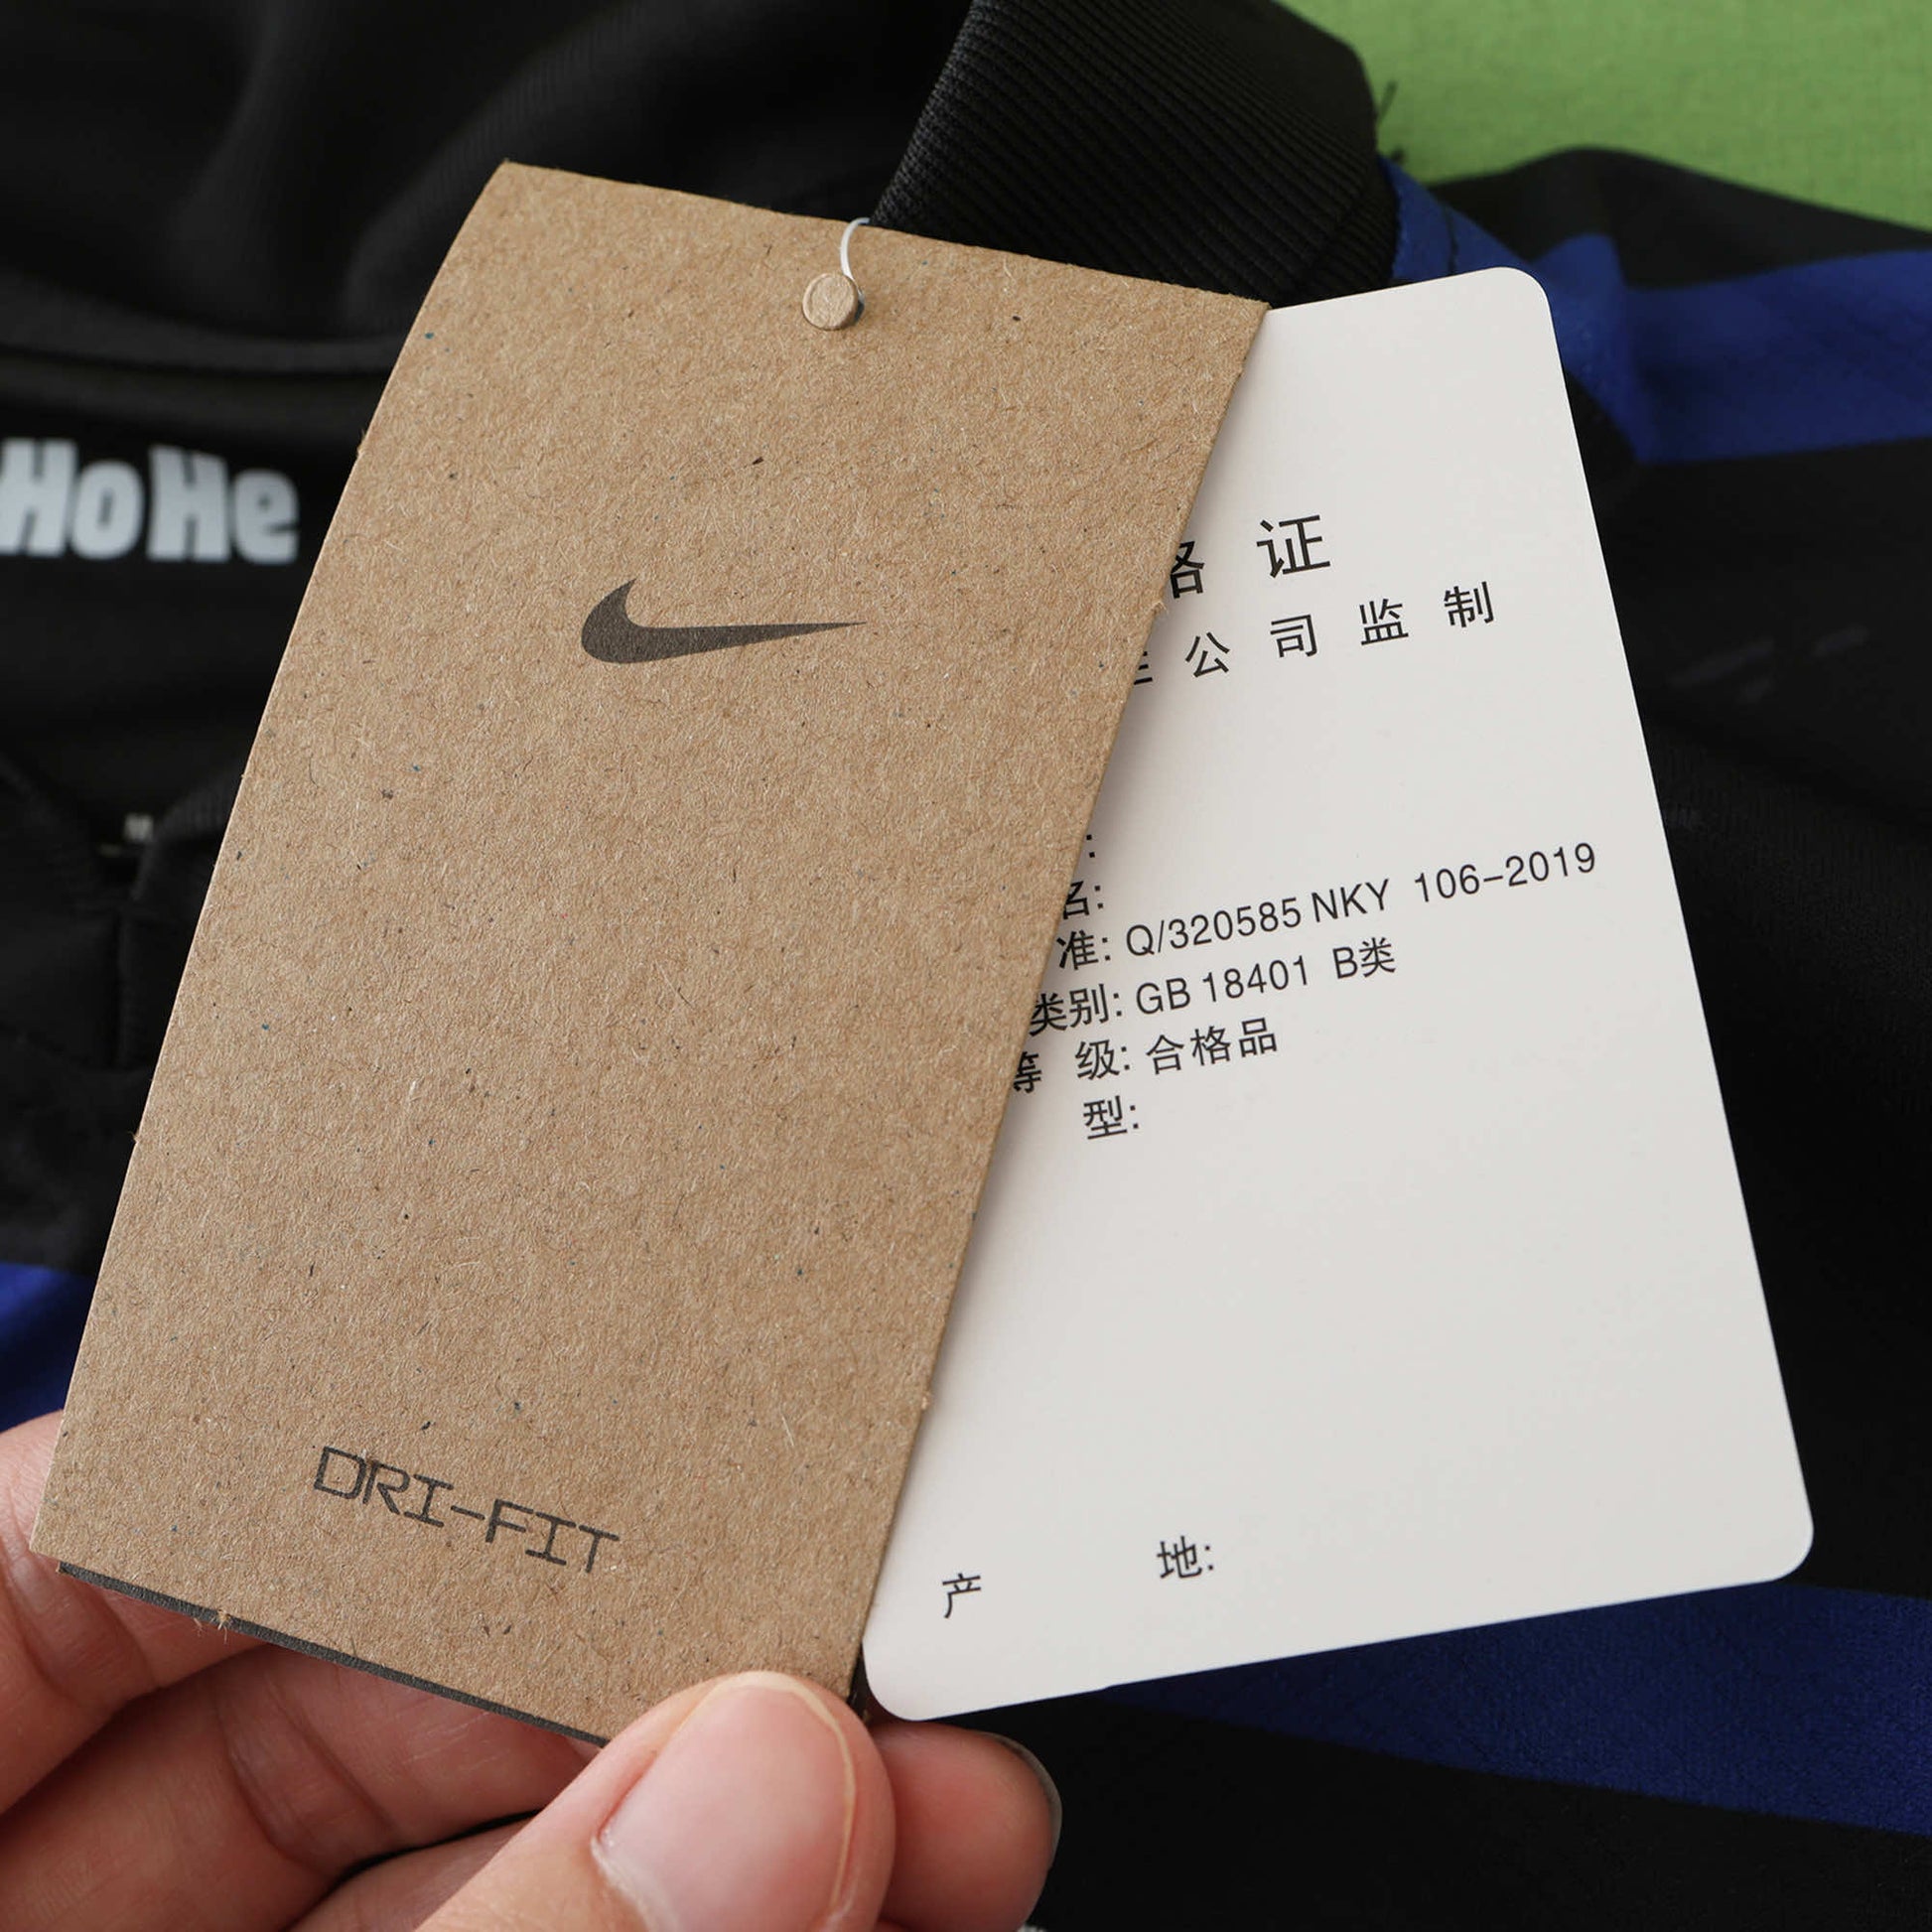 HoHe
DRI-FIT
格 证
公 司 监 制
:
名:
准: Q/320585 NKY 106-2019
类别: GB 18401 B类
等 级: 合格品
型:
产 地: